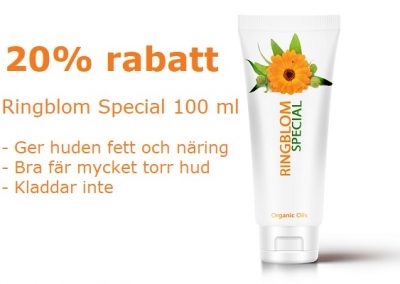 20% rabatt
Ringblom Special 100 ml
- Ger huden fett och näring
- Bra fär mycket torr hud
- Kladdar inte
RINGBLOM
SPECIAL
Organic Oils